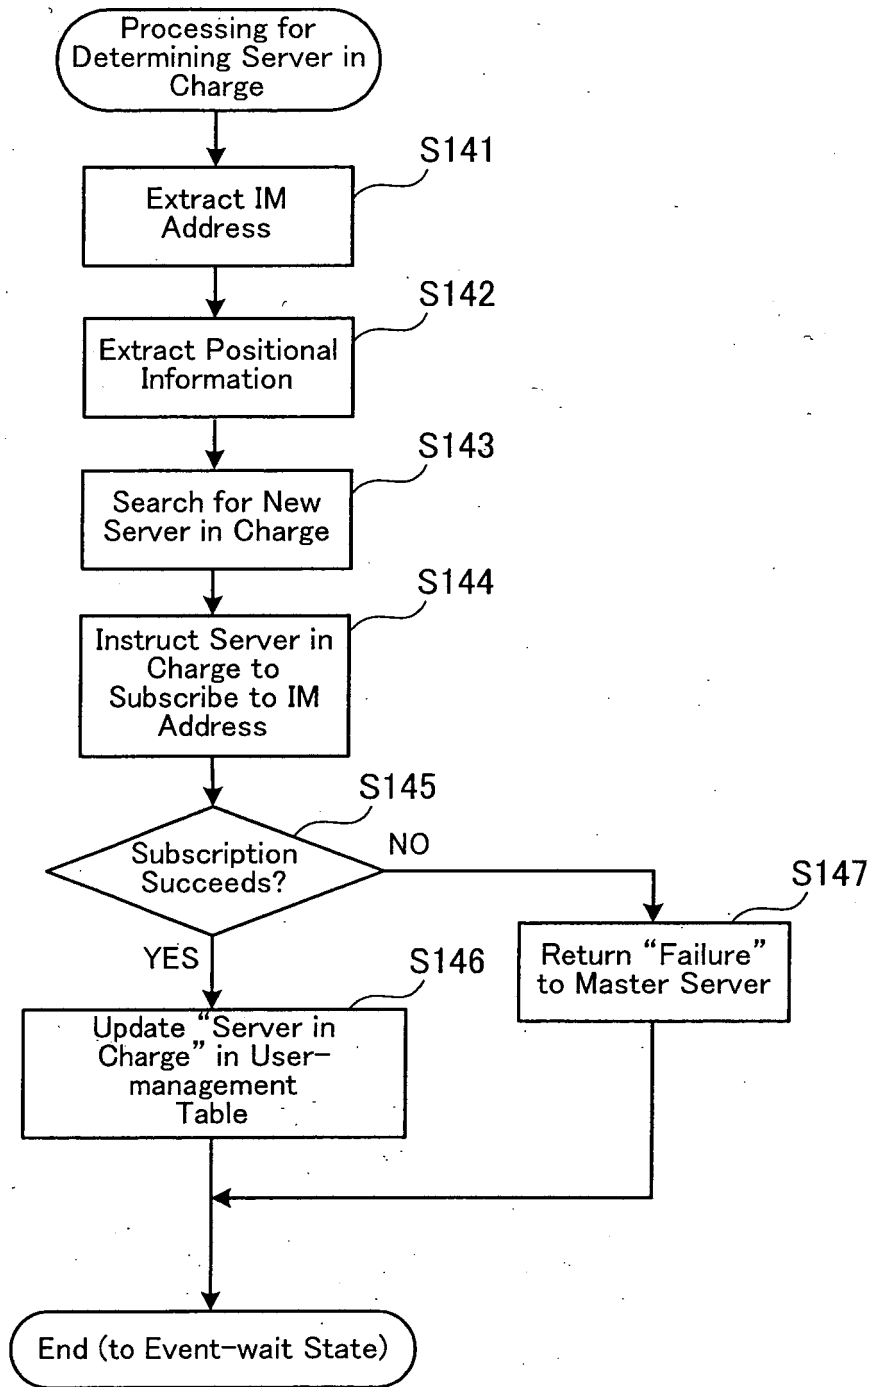 Processing for
Determining Server in
Charge
S141
Extract IM
Address
S142
Extract Positional
Information
S143
Search for New
Server in Charge
S144
Instruct Server in
Charge to
Subscribe to IM
Address
S145
Subscription
Succeeds?
NO
YES
S147
Return “Failure”
to Master Server
S146
Update “Server in
Charge” in User-
management
Table
End (to Event-wait State)